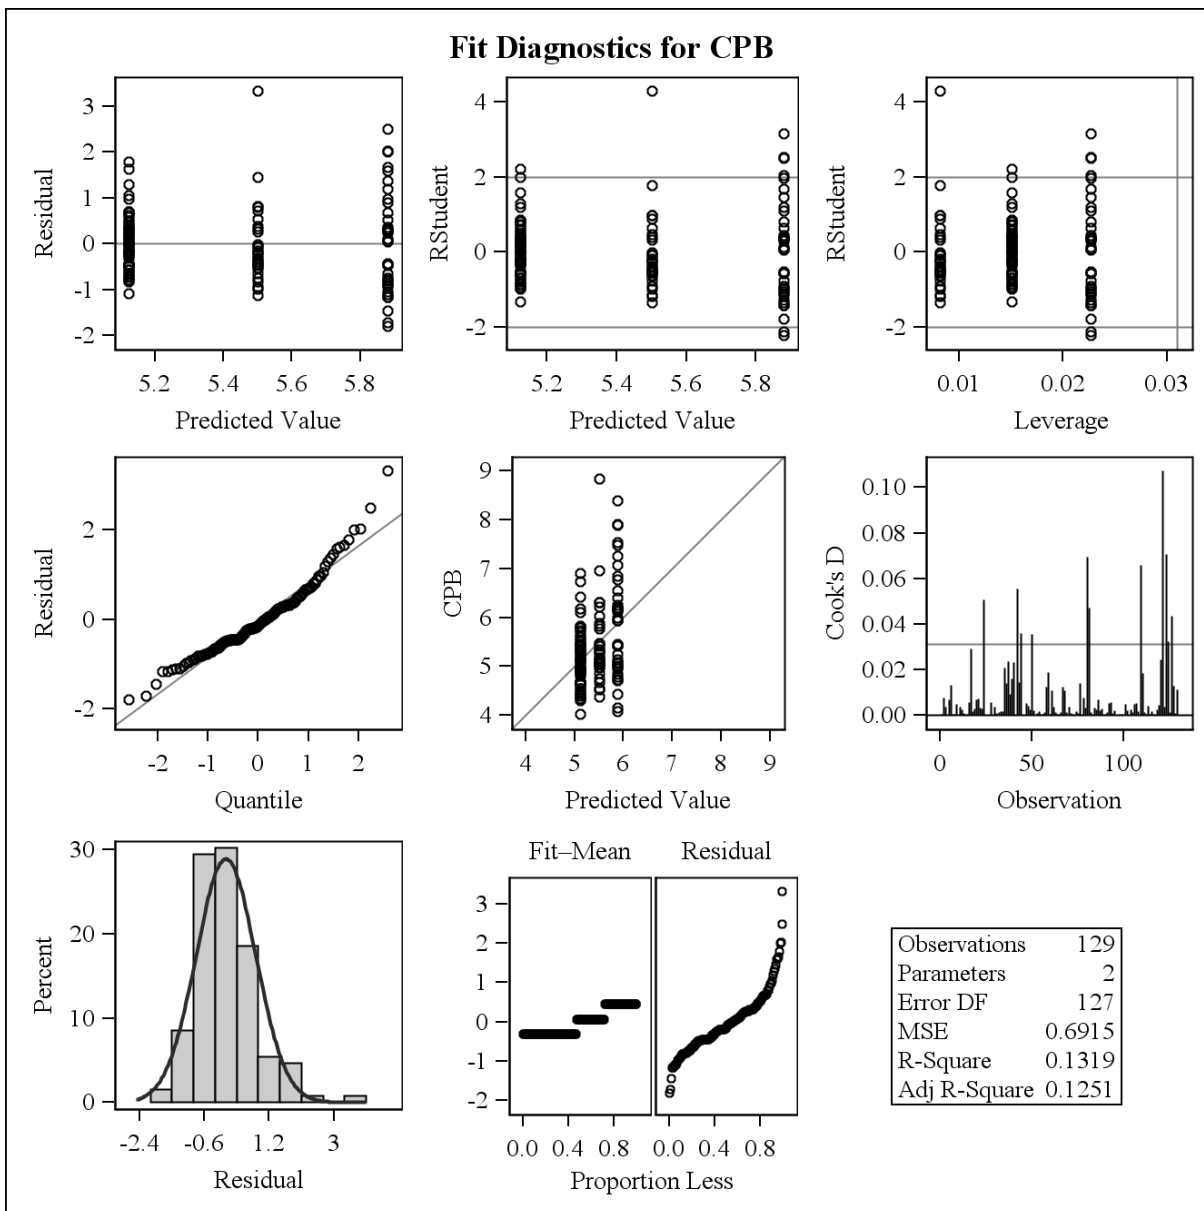 Fit Diagnostics for CPB
Residual
3
2
1
0
-1
-2
5.2 5.4 5.6 5.8
Predicted Value
RStudent
4
2
0
-2
5.2 5.4 5.6 5.8
Predicted Value
RStudent
4
2
0
-2
0.01 0.02 0.03
Leverage
Residual
2
0
-2
-2 -1 0 1 2
Quantile
CPB
9
8
7
6
5
4
4 5 6 7 8 9
Predicted Value
Cook's D
0.10
0.08
0.06
0.04
0.02
0.00
0 50 100
Observation
Percent
30
20
10
0
-2.4 -0.6 1.2 3
Residual
Fit–Mean Residual
3
2
1
0
-1
-2
0.0 0.4 0.8 0.0 0.4 0.8
Proportion Less
Observations 129
Parameters 2
Error DF 127
MSE 0.6915
R-Square 0.1319
Adj R-Square 0.1251